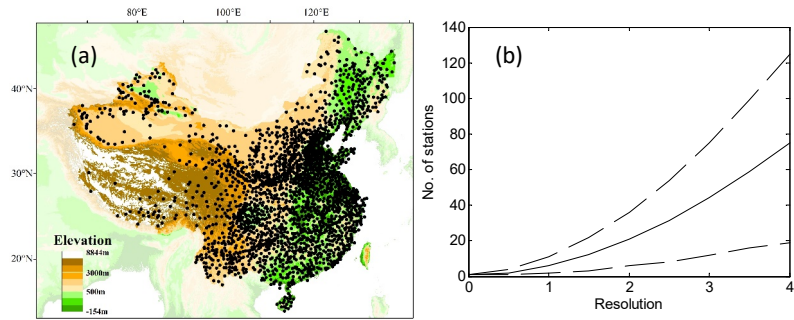 80°E 100°E 120°E
(a)
40°N
30°N
20°N
Elevation
8844m
3000m
500m
-154m
(b)
140
120
100
80
60
40
20
0
0 1 2 3 4
No. of stations
Resolution